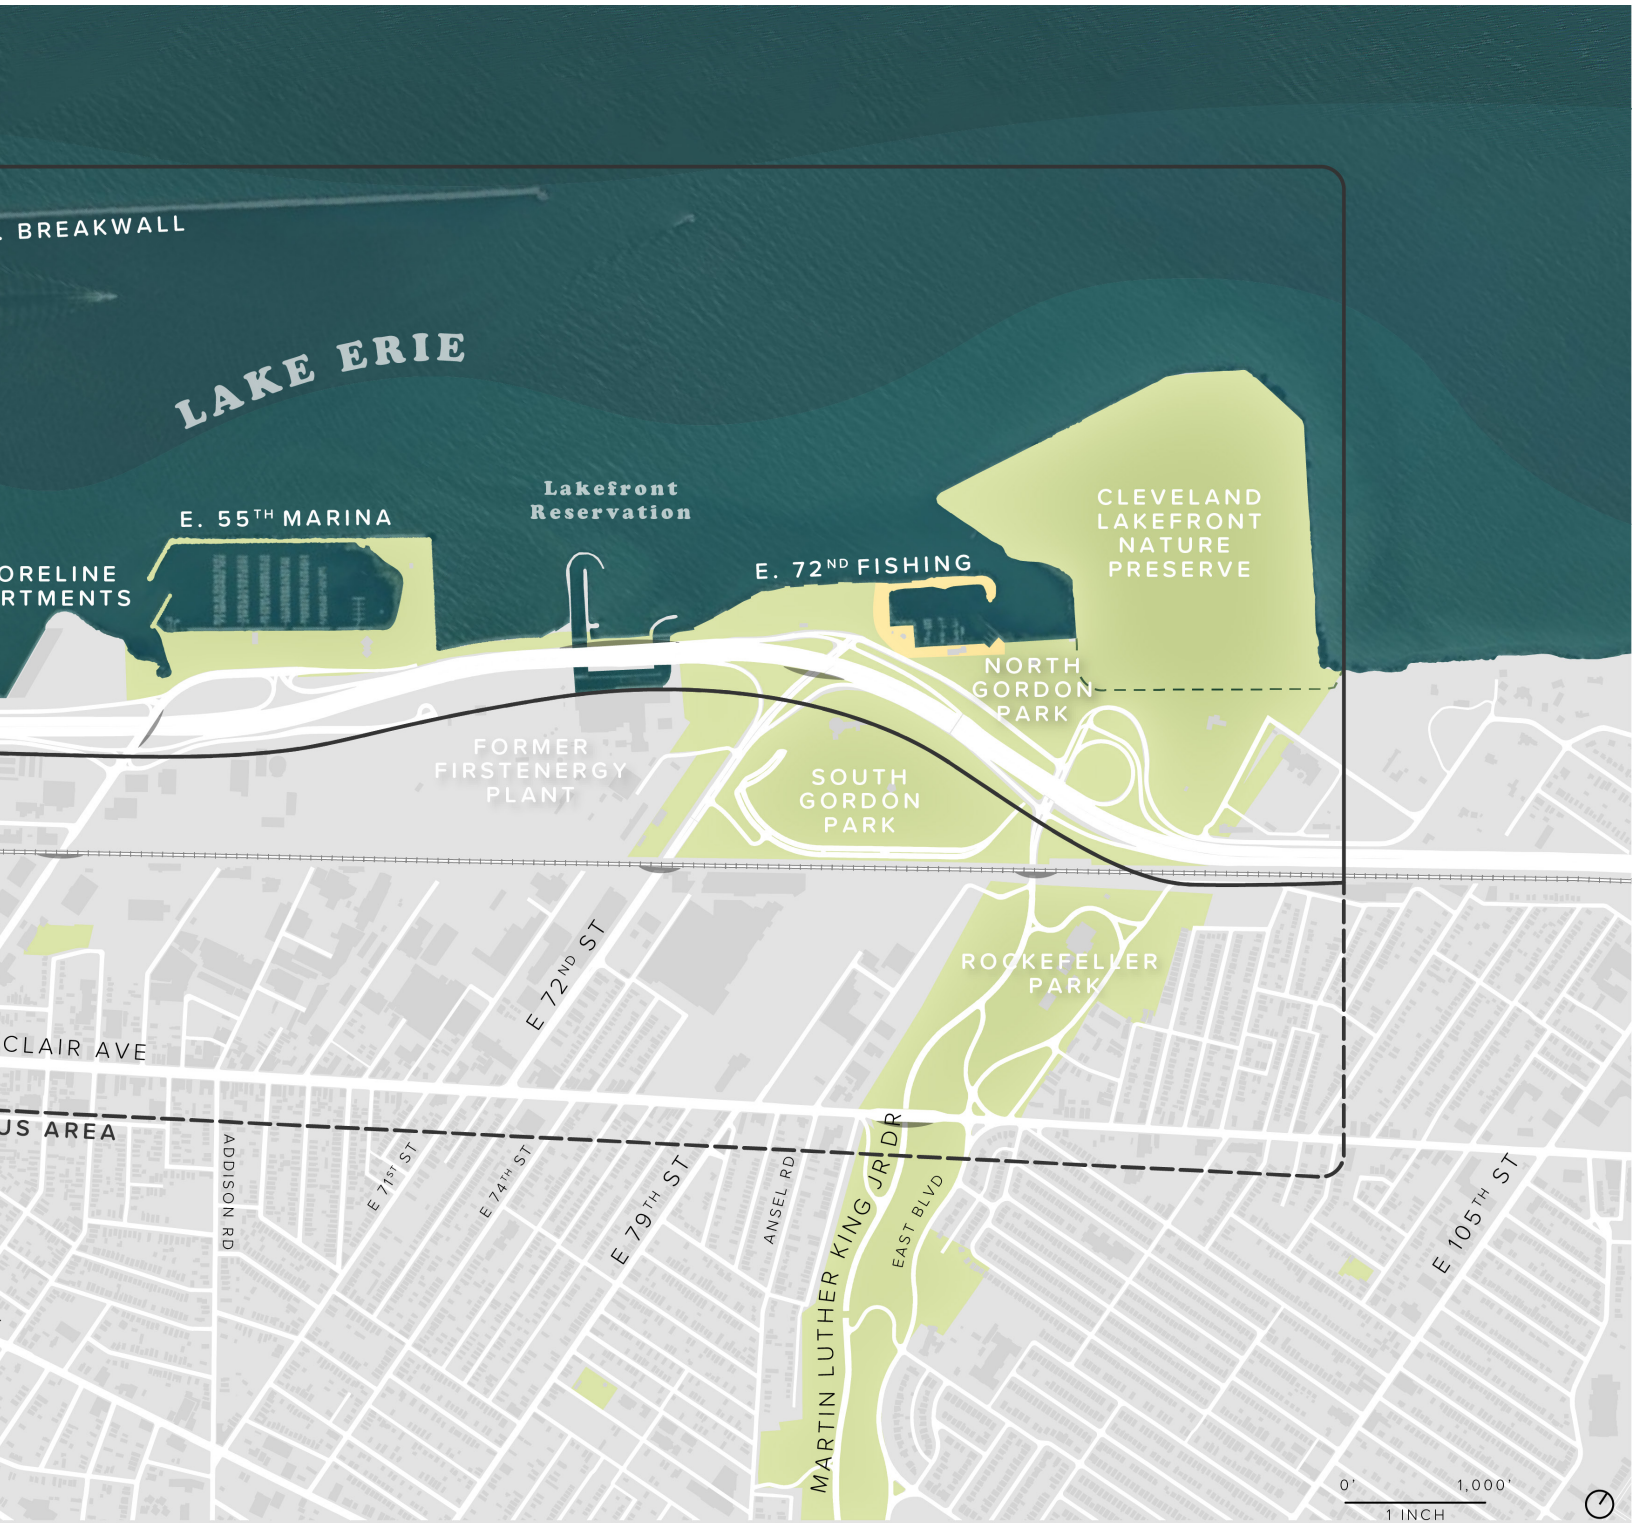 . BREAKWALL
LAKE ERIE
Lakefront
Reservation
E. 55TH MARINA
ORELINE
RTMENTS
E. 72ND FISHING
CLEVELAND
LAKEFRONT
NATURE
PRESERVE
NORTH
GORDON
PARK
FORMER
FIRSTENERGY
PLANT
SOUTH
GORDON
PARK
ROCKEFELLER
PARK
E 72ND ST
CLAIR AVE
US AREA
ADDISON RD
E 71ST ST
E 74TH ST
E 79TH ST
ANSEL RD
MARTIN LUTHER KING JR DR
EAST BLVD
E 105TH ST
0' 1,000'
1 INCH